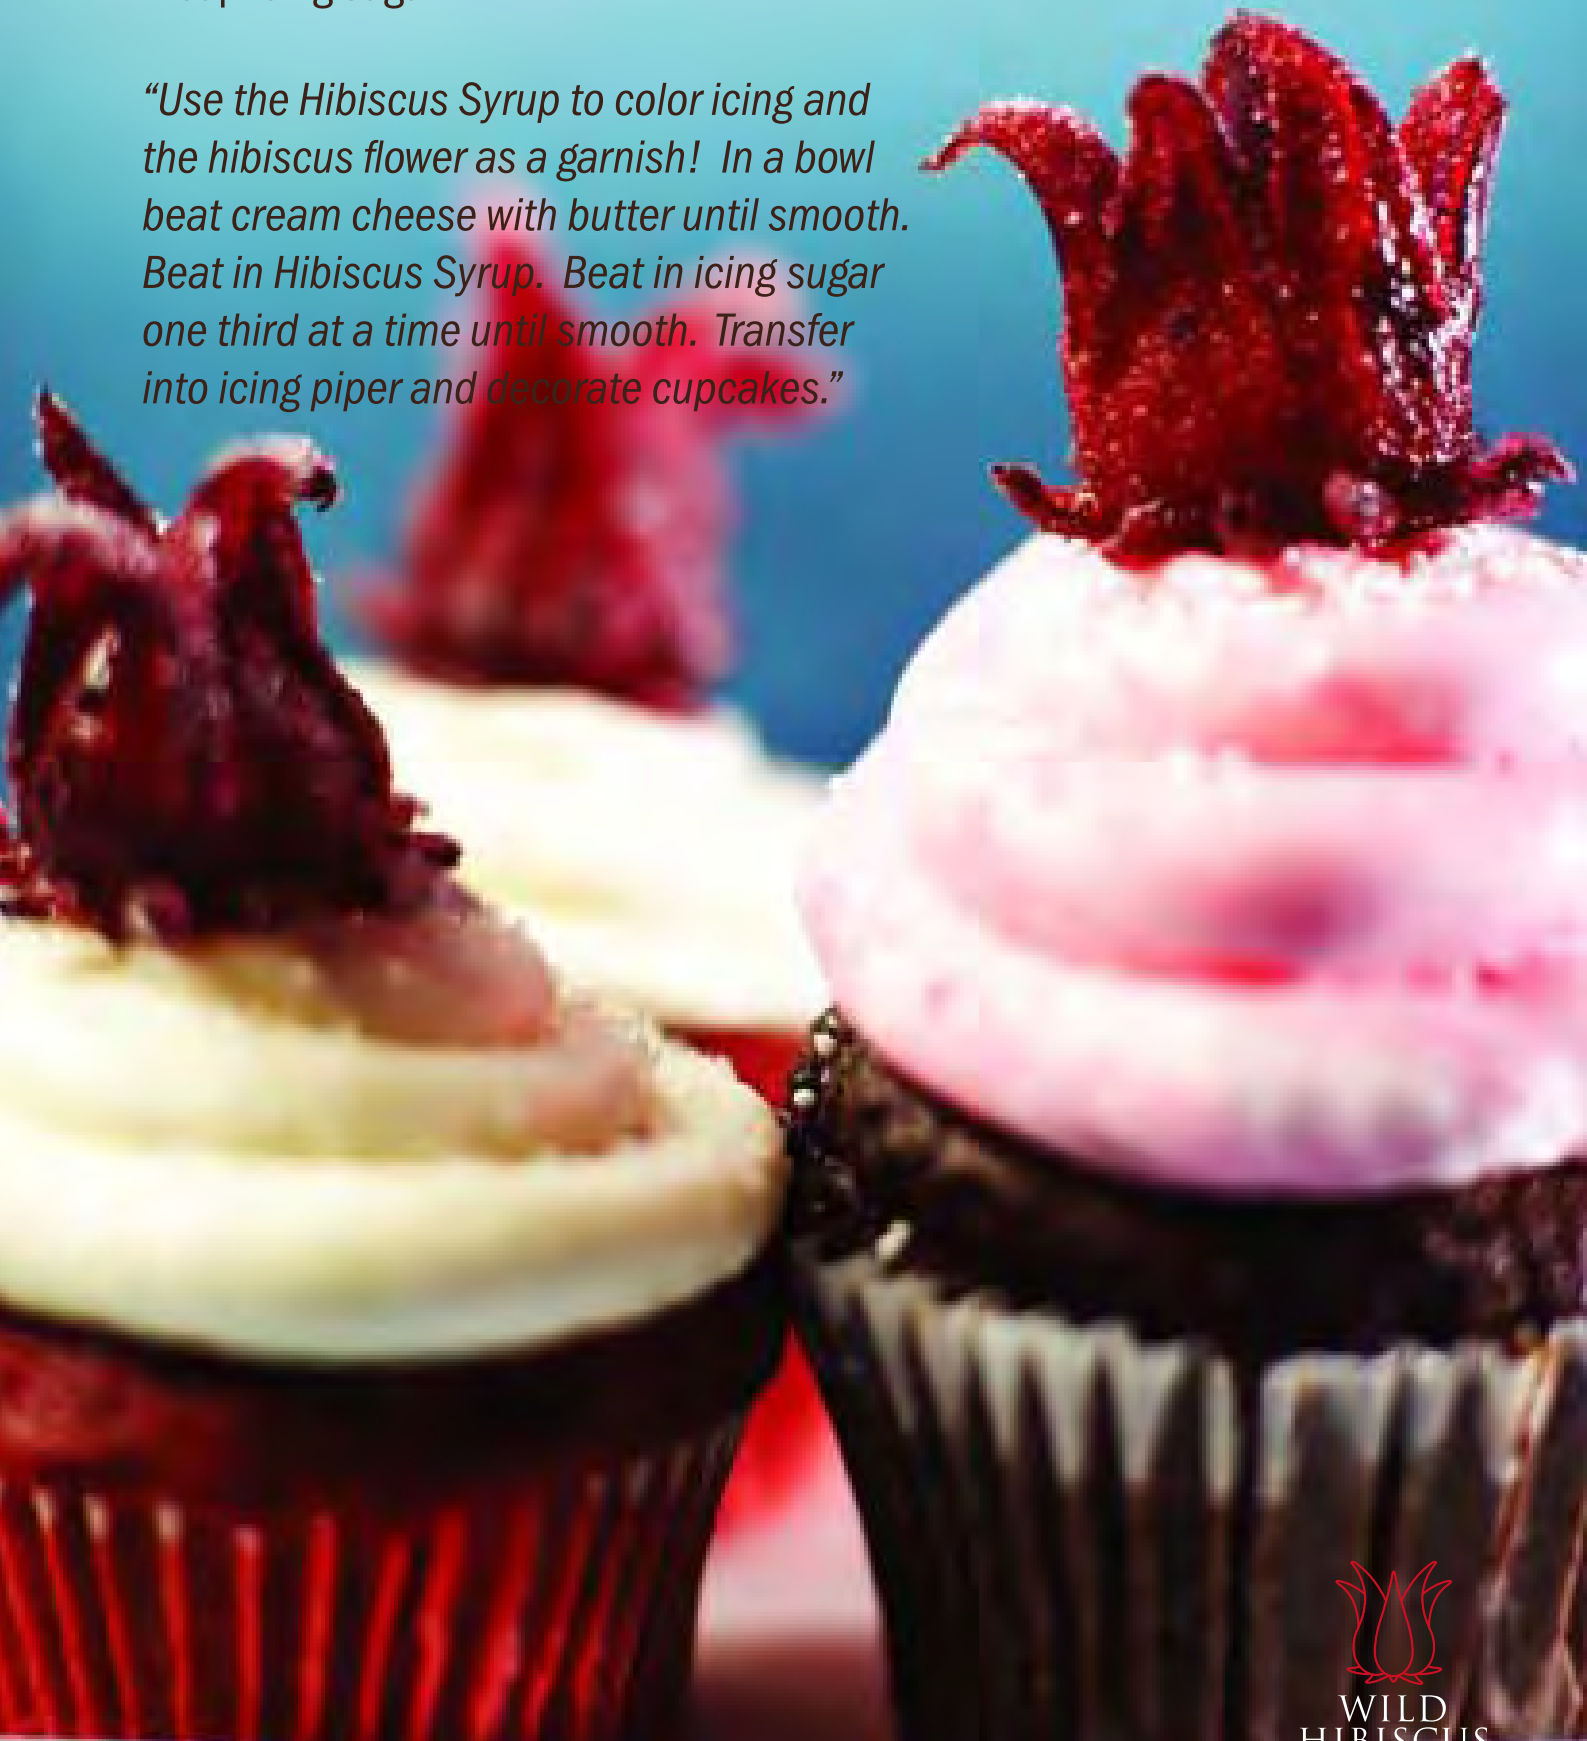 “Use the Hibiscus Syrup to color icing and
the hibiscus flower as a garnish!  In a bowl
beat cream cheese with butter until smooth.
Beat in Hibiscus Syrup.  Beat in icing sugar
one third at a time until smooth.  Transfer
into icing piper and decorate cupcakes.”
WILD
HIBISCUS